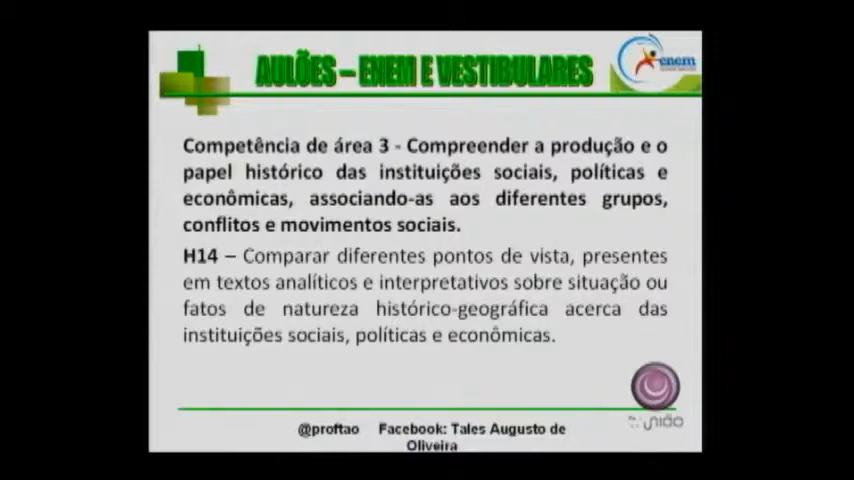 AULÕES – ENEM E VESTIBULARES
enem
Competência de área 3 - Compreender a produção e o
papel histórico das instituições sociais, políticas e
econômicas, associando-as aos diferentes grupos,
conflitos e movimentos sociais.
H14 – Comparar diferentes pontos de vista, presentes
em textos analíticos e interpretativos sobre situação ou
fatos de natureza histórico-geográfica acerca das
instituições sociais, políticas e econômicas.
união
@proftao Facebook: Tales Augusto de
Oliveira